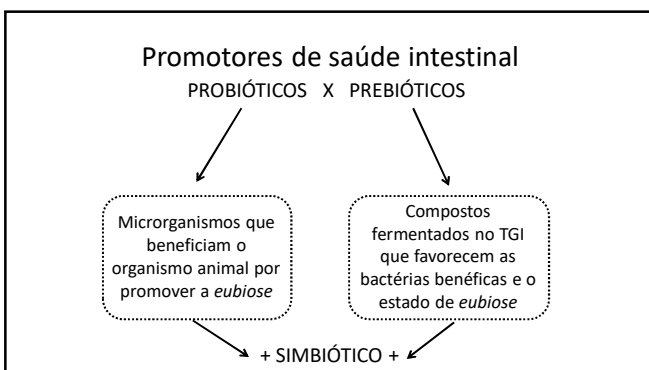 Promotores de saúde intestinal
PROBIÓTICOS X PREBIÓTICOS
Microrganismos que
beneficiam o
organismo animal por
promover a eubiose
Compostos
fermentados no TGI
que favorecem as
bactérias benéficas e o
estado de eubiose
+ SIMBIÓTICO +